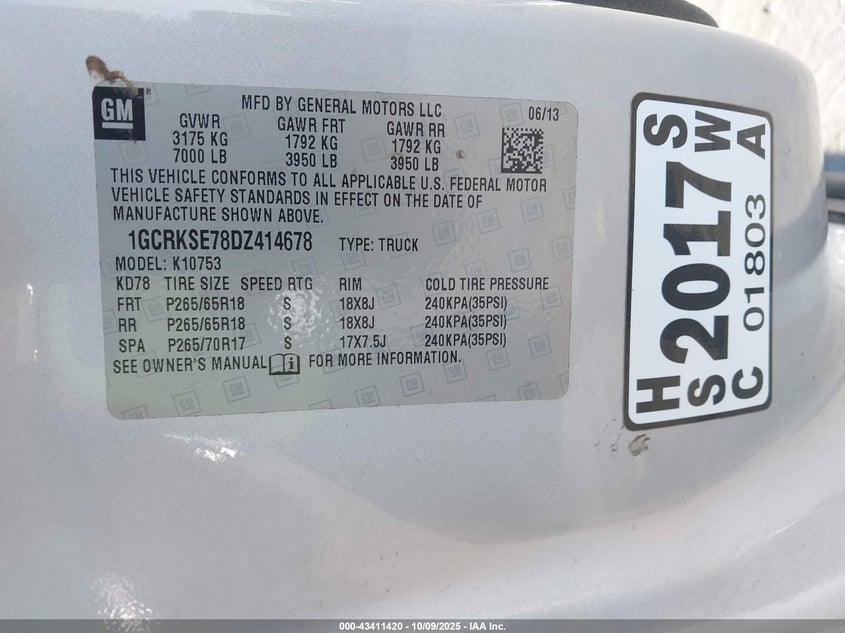 GM
MFD BY GENERAL MOTORS LLC 06/13
GVWR GAWR FRT GAWR RR
3175 KG 1792 KG 1792 KG
7000 LB 3950 LB 3950 LB
THIS VEHICLE CONFORMS TO ALL APPLICABLE U.S. FEDERAL MOTOR
VEHICLE SAFETY STANDARDS IN EFFECT ON THE DATE OF
MANUFACTURE SHOWN ABOVE.
1GCRKSE78DZ414678 TYPE: TRUCK
MODEL: K10753
KD78 TIRE SIZE SPEED RTG RIM COLD TIRE PRESSURE
FRT P265/65R18 S 18X8J 240KPA(35PSI)
RR P265/65R18 S 18X8J 240KPA(35PSI)
SPA P265/70R17 S 17X7.5J 240KPA(35PSI)
SEE OWNER'S MANUAL FOR MORE INFORMATION.
H 2017 S
S W
C 01803 A
000-43411420 | 10/09/2025 - IAA Inc.